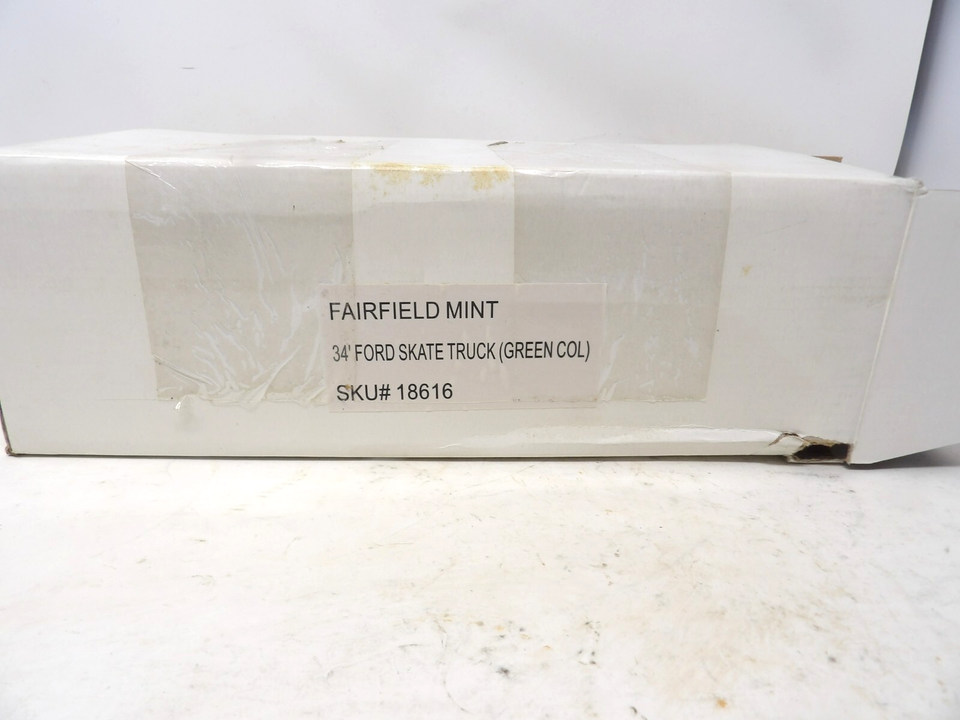 FAIRFIELD MINT
34' FORD SKATE TRUCK (GREEN COL)
SKU# 18616